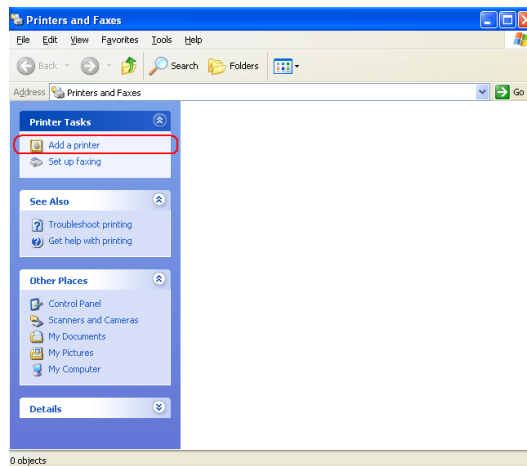 Printers and Faxes
File Edit View Favorites Tools Help
Back Search Folders
Address Printers and Faxes Go
Printer Tasks
Add a printer
Set up faxing
See Also
Troubleshoot printing
Get help with printing
Other Places
Control Panel
Scanners and Cameras
My Documents
My Pictures
My Computer
Details
0 objects